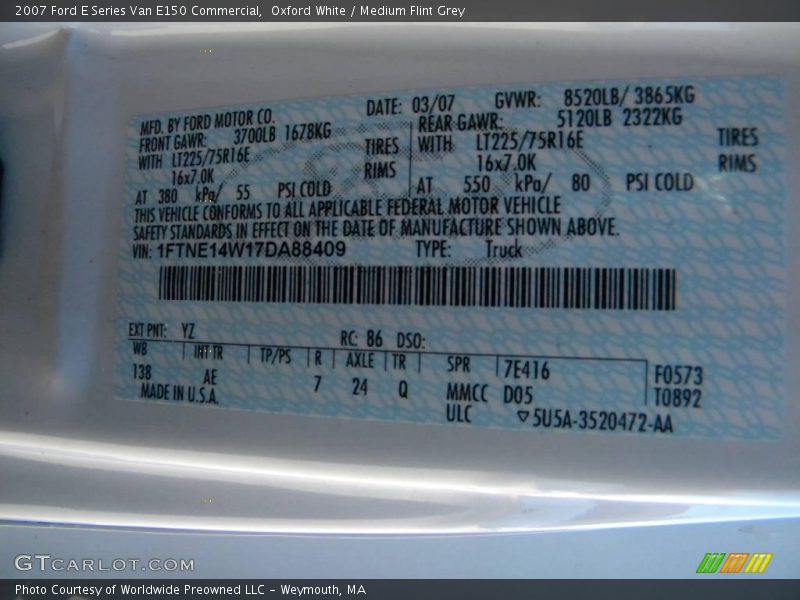 2007 Ford E Series Van E150 Commercial,  Oxford White / Medium Flint Grey
MFD. BY FORD MOTOR CO. DATE: 03/07 GVWR: 8520LB/ 3865KG
FRONT GAWR: 3700LB 1678KG REAR GAWR: 5120LB 2322KG
WITH LT225/75R16E TIRES WITH LT225/75R16E TIRES
16x7.0K RIMS 16x7.0K RIMS
AT 380 kPa/ 55 PSI COLD AT 550 kPa/ 80 PSI COLD
THIS VEHICLE CONFORMS TO ALL APPLICABLE FEDERAL MOTOR VEHICLE
SAFETY STANDARDS IN EFFECT ON THE DATE OF MANUFACTURE SHOWN ABOVE.
VIN: 1FTNE14W17DA88409 TYPE: Truck
EXT PNT: YZ RC: 86 DSO:
WB INT TR TP/PS R AXLE TR SPR 7E416 F0573
138 AE 7 24 Q MMCC D05 T0892
MADE IN U.S.A. ULC ▽5U5A-3520472-AA
GTCARLOT.COM
Photo Courtesy of Worldwide Preowned LLC – Weymouth, MA